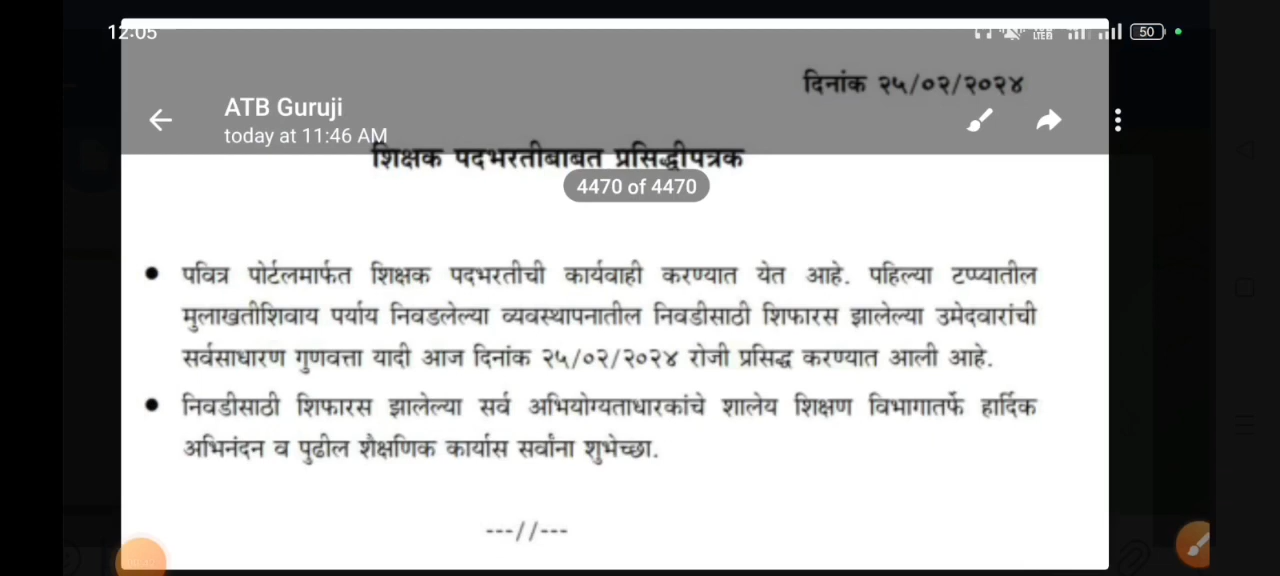 12:05
50
दिनांक २५/०२/२०२४
ATB Guruji
today at 11:46 AM
शिक्षक पदभरतीबाबत प्रसिद्धीपत्रक
4470 of 4470
● पवित्र पोर्टलमार्फत शिक्षक पदभरतीची कार्यवाही करण्यात येत आहे. पहिल्या टप्प्यातील
मुलाखतीशिवाय पर्याय निवडलेल्या व्यवस्थापनातील निवडीसाठी शिफारस झालेल्या उमेदवारांची
सर्वसाधारण गुणवत्ता यादी आज दिनांक २५/०२/२०२४ रोजी प्रसिद्ध करण्यात आली आहे.
● निवडीसाठी शिफारस झालेल्या सर्व अभियोग्यताधारकांचे शालेय शिक्षण विभागातर्फे हार्दिक
अभिनंदन व पुढील शैक्षणिक कार्यास सर्वांना शुभेच्छा.
---//---